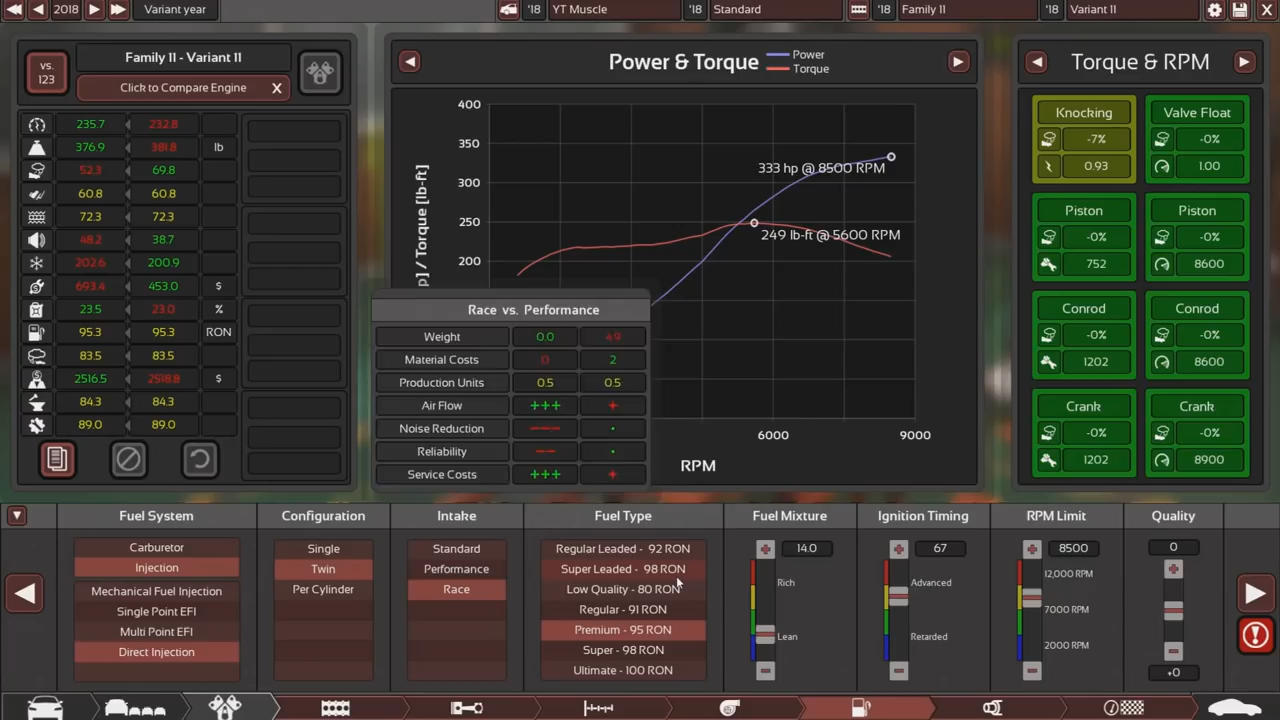 2018
Variant year
'18
YT Muscle
'18
Standard
'18
Family 11
'18
Variant 11
vs.
123
Family 11 - Variant 11
Click to Compare Engine
X
235.7
232.8
376.9
381.8
lb
52.3
69.8
60.8
60.8
72.3
72.3
48.2
38.7
202.6
200.9
693.4
453.0
$
23.5
23.0
%
95.3
95.3
RON
83.5
83.5
2516.5
2518.8
$
84.3
84.3
89.0
89.0
Power & Torque
Power
Torque
400
350
300
250
200
p] / Torque [lb-ft]
333 hp @ 8500 RPM
249 lb-ft @ 5600 RPM
6000
9000
RPM
Race vs. Performance
Weight
0.0
4.9
Material Costs
0
2
Production Units
0.5
0.5
Air Flow
+++
+
Noise Reduction
Reliability
Service Costs
+++
+
Torque & RPM
Knocking
-7%
0.93
Valve Float
-0%
1.00
Piston
-0%
752
Piston
-0%
8600
Conrod
-0%
1202
Conrod
-0%
8600
Crank
-0%
1202
Crank
-0%
8900
Fuel System
Carburetor
Injection
Mechanical Fuel Injection
Single Point EFI
Multi Point EFI
Direct Injection
Configuration
Single
Twin
Per Cylinder
Intake
Standard
Performance
Race
Fuel Type
Regular Leaded - 92 RON
Super Leaded - 98 RON
Low Quality - 80 RON
Regular - 91 RON
Premium - 95 RON
Super - 98 RON
Ultimate - 100 RON
Fuel Mixture
14.0
Rich
Lean
Ignition Timing
67
Advanced
Retarded
RPM Limit
8500
12,000 RPM
7000 RPM
2000 RPM
Quality
0
+0